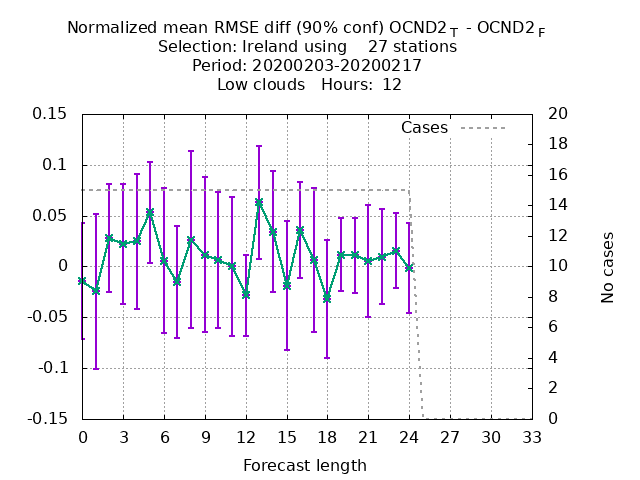 Normalized mean RMSE diff (90% conf) OCND2 T - OCND2 F
Selection: Ireland using 27 stations
Period: 20200203-20200217
Low clouds Hours: 12
Cases
0.15
0.1
0.05
0
-0.05
-0.1
-0.15
20
18
16
14
12
10
8
6
4
2
0
No cases
0 3 6 9 12 15 18 21 24 27 30 33
Forecast length